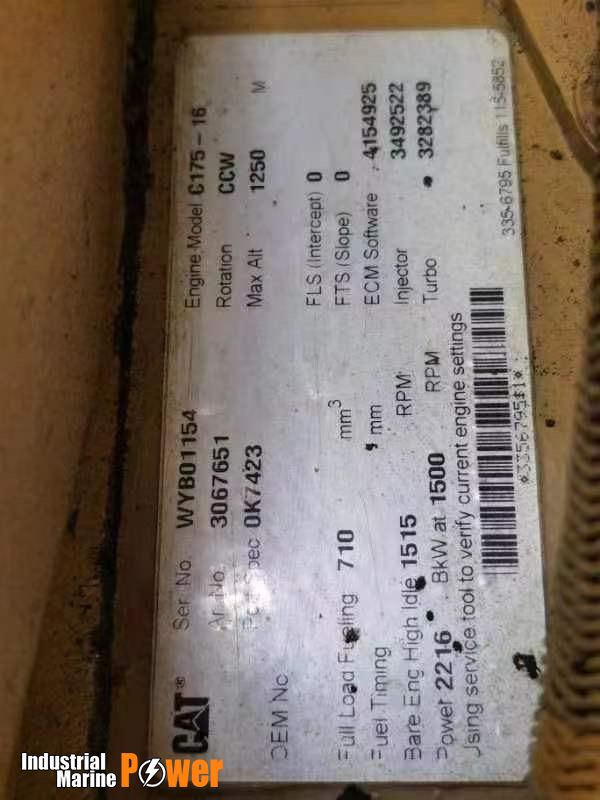 CAT®
Ser. No. WYB01154 Engine Model C175-16
Ar. No. 3067651 Rotation CCW
Perf Spec 0K7423 Max Alt 1250 M
OEM No
FLS (Intercept) 0
Full Load Fueling 710 mm³ FTS (Slope) 0
Fuel Timing , mm ECM Software 4154925
Bare Eng High Idle 1515 RPM Injector 3492522
Power 2216 BkW at 1500 RPM Turbo 3282389
Using service tool to verify current engine settings
*3356795$1*
335-6795 Fulfills 115-5852
Industrial
Marine Power